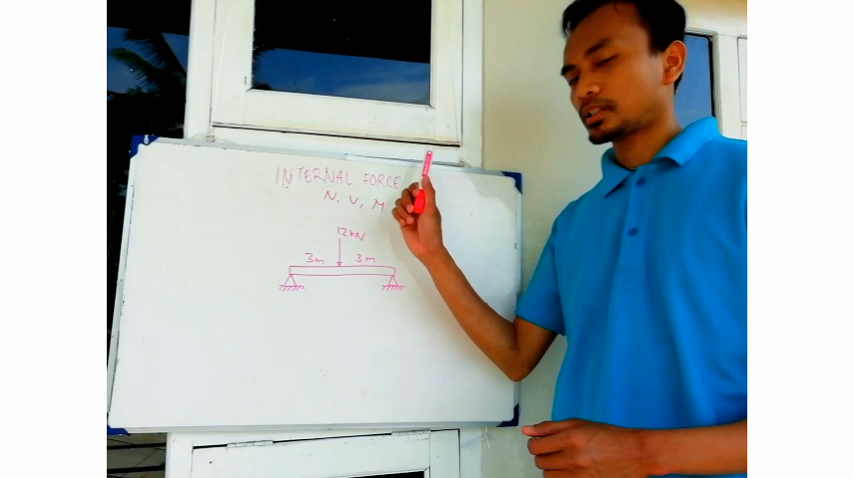 INTERNAL FORCE
N, V, M
12 kN
3m 3m